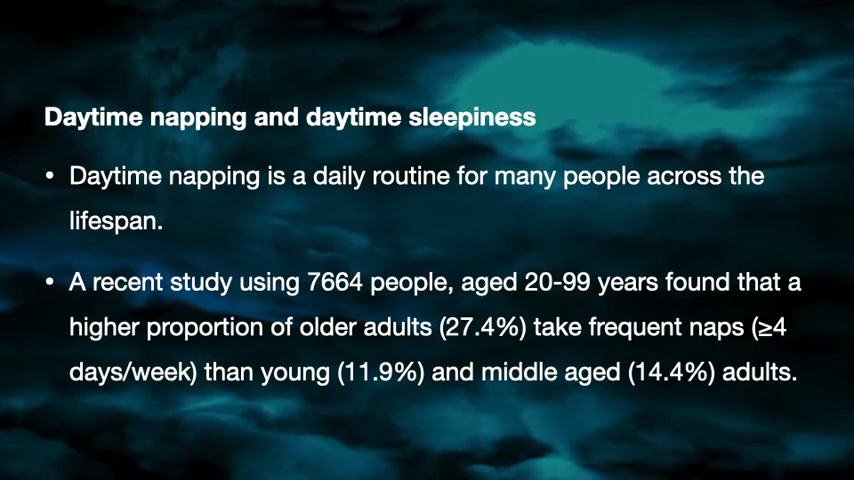 Daytime napping and daytime sleepiness
• Daytime napping is a daily routine for many people across the
lifespan.
• A recent study using 7664 people, aged 20-99 years found that a
higher proportion of older adults (27.4%) take frequent naps (≥4
days/week) than young (11.9%) and middle aged (14.4%) adults.